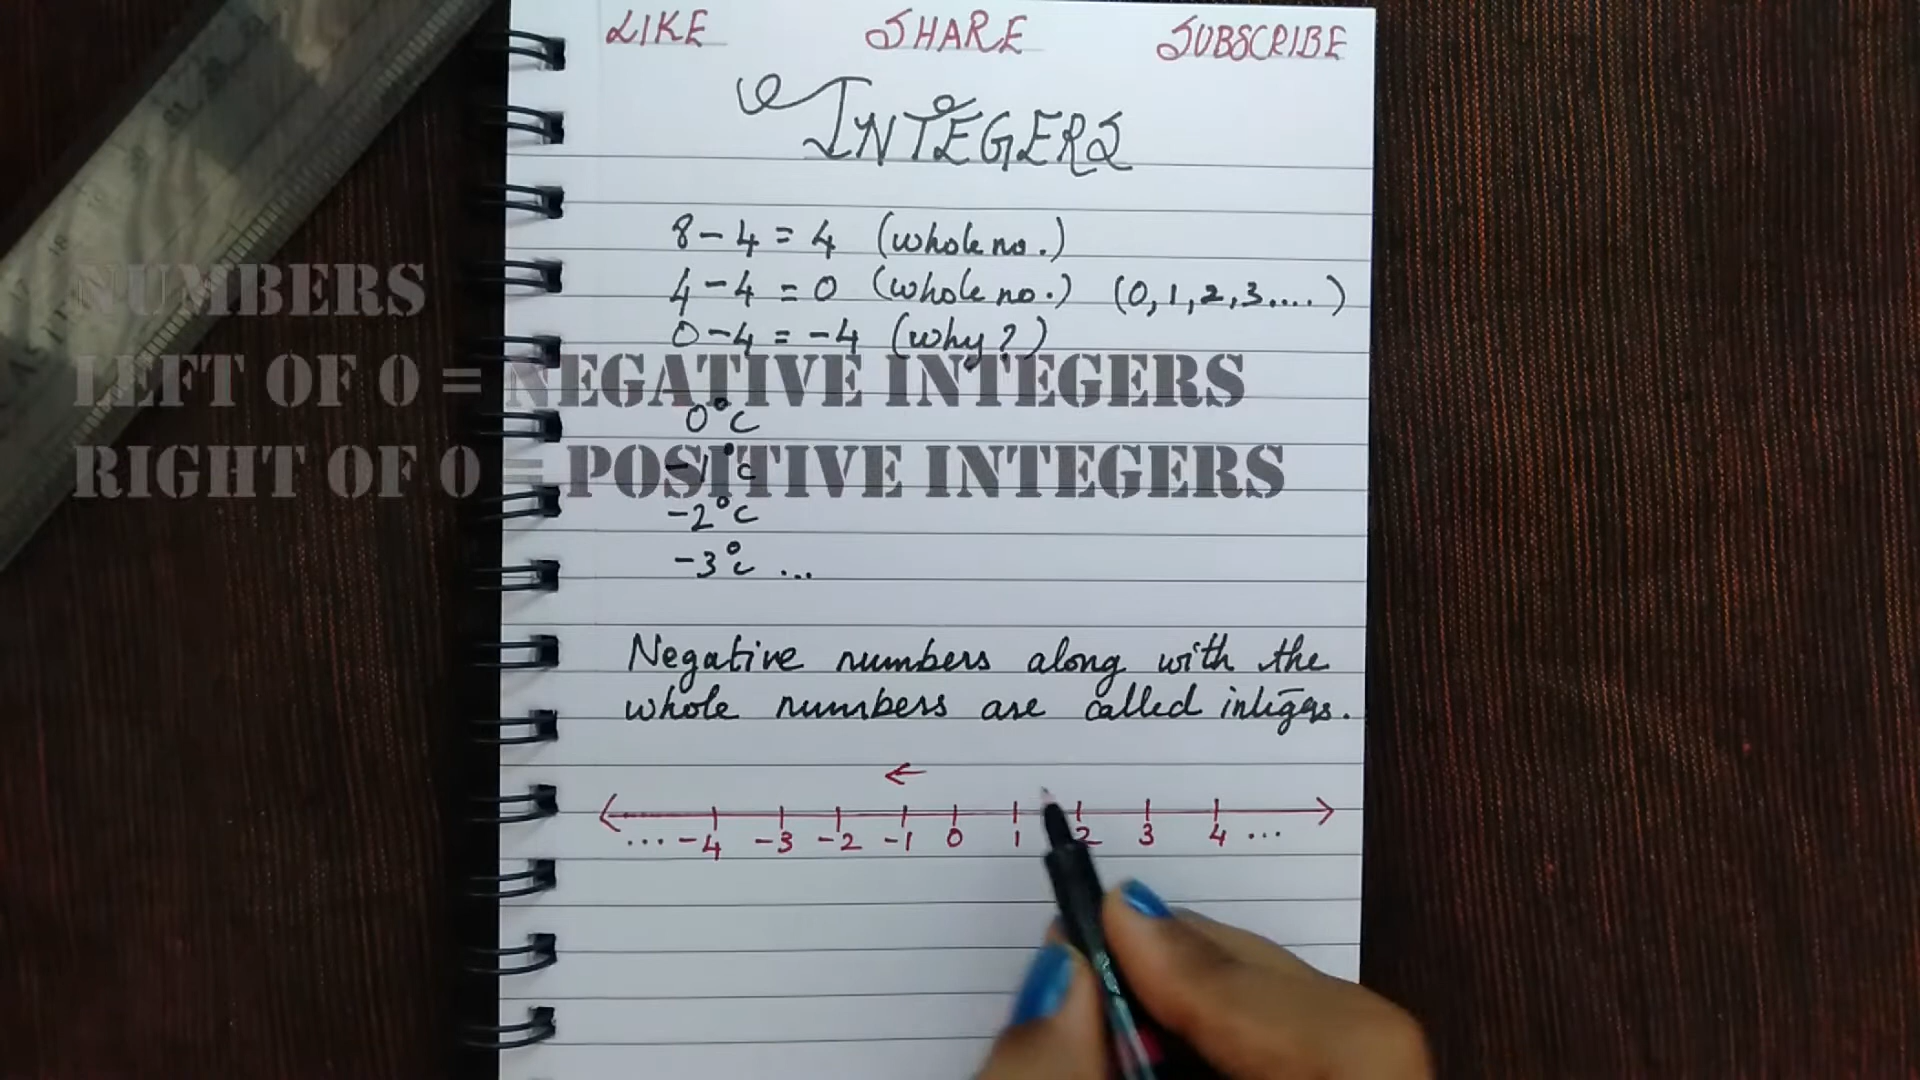 LIKE SHARE SUBSCRIBE
INTEGERS
8 - 4 = 4 (whole no.)
4 - 4 = 0 (whole no.) (0, 1, 2, 3....)
0 - 4 = -4 (why?)
NUMBERS
LEFT OF 0 = NEGATIVE INTEGERS
RIGHT OF 0 = POSITIVE INTEGERS
0°C
-1°C
-2°C
-3°C ...
Negative numbers along with the
whole numbers are called integers.
... -4 -3 -2 -1 0 1 2 3 4 ...